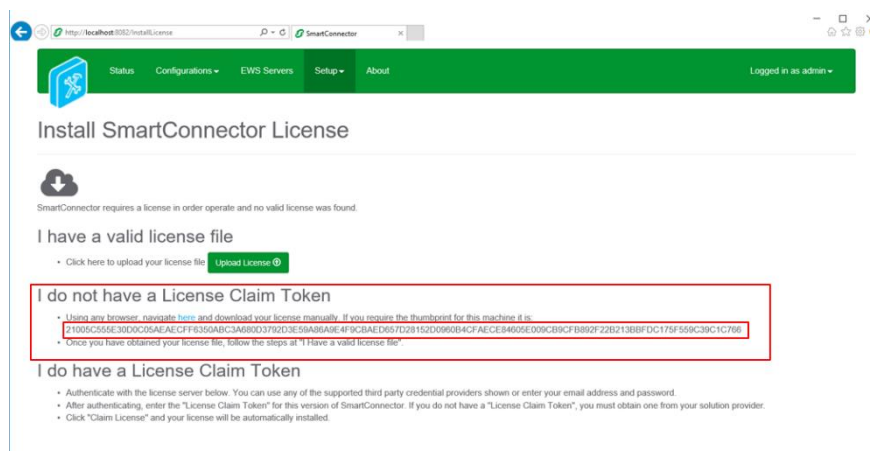 http://localhost:8082/installLicense
SmartConnector
Status Configurations EWS Servers Setup About Logged in as admin
Install SmartConnector License
SmartConnector requires a license in order operate and no valid license was found.
I have a valid license file
• Click here to upload your license file Upload License
I do not have a License Claim Token
• Using any browser, navigate here and download your license manually. If you require the thumbprint for this machine it is:
21005C555E30D0C05AEAECFF6350ABC3A680D3792D3E59A86A9E4F9CBAED657D28152D0960B4CFAECE84605E009CB9CFB892F22B213BBFDC175F559C39C1C766
• Once you have obtained your license file, follow the steps at "I Have a valid license file".
I do have a License Claim Token
• Authenticate with the license server below. You can use any of the supported third party credential providers shown or enter your email address and password.
• After authenticating, enter the "License Claim Token" for this version of SmartConnector. If you do not have a "License Claim Token", you must obtain one from your solution provider.
• Click "Claim License" and your license will be automatically installed.